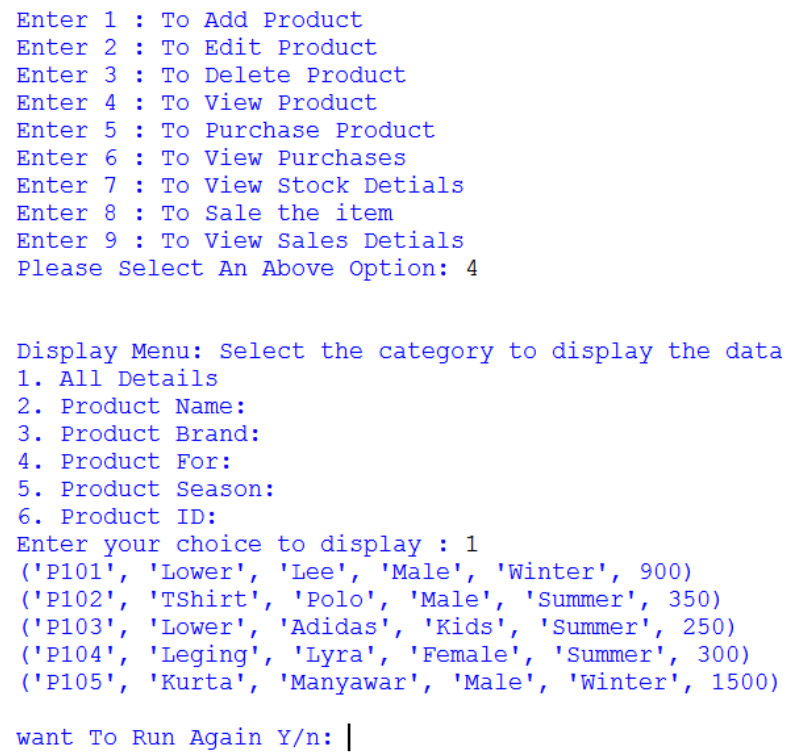 Enter 1 : To Add Product
Enter 2 : To Edit Product
Enter 3 : To Delete Product
Enter 4 : To View Product
Enter 5 : To Purchase Product
Enter 6 : To View Purchases
Enter 7 : To View Stock Detials
Enter 8 : To Sale the item
Enter 9 : To View Sales Detials
Please Select An Above Option: 4
Display Menu: Select the category to display the data
1. All Details
2. Product Name:
3. Product Brand:
4. Product For:
5. Product Season:
6. Product ID:
Enter your choice to display : 1
('P101', 'Lower', 'Lee', 'Male', 'Winter', 900)
('P102', 'TShirt', 'Polo', 'Male', 'Summer', 350)
('P103', 'Lower', 'Adidas', 'Kids', 'Summer', 250)
('P104', 'Leging', 'Lyra', 'Female', 'Summer', 300)
('P105', 'Kurta', 'Manyawar', 'Male', 'Winter', 1500)
want To Run Again Y/n: